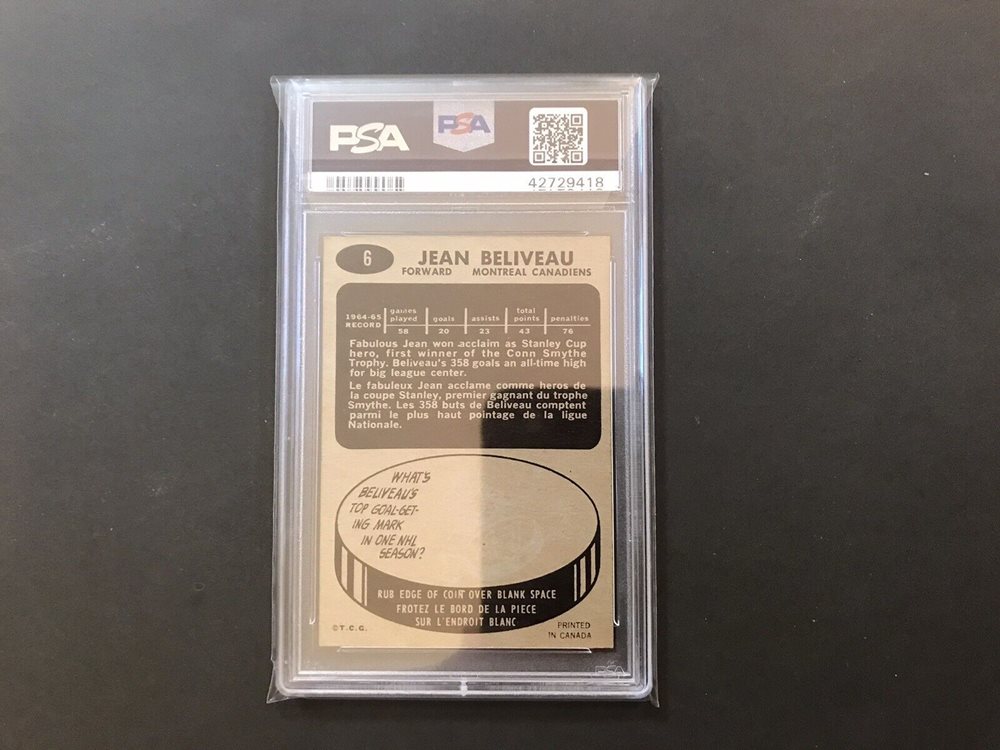 PSA PSA
42729418
6 JEAN BELIVEAU
FORWARD MONTREAL CANADIENS
1964-65 RECORD games played goals assists total points penalties
58 20 23 43 76
Fabulous Jean won acclaim as Stanley Cup
hero, first winner of the Conn Smythe
Trophy. Beliveau's 358 goals an all-time high
for big league center.
Le fabuleux Jean acclame comme heros de
la coupe Stanley, premier gagnant du trophe
Smythe. Les 358 buts de Beliveau comptent
parmi le plus haut pointage de la ligue
Nationale.
WHAT'S
BELIVEAU'S
TOP GOAL-GET-
ING MARK
IN ONE NHL
SEASON?
RUB EDGE OF COIN OVER BLANK SPACE
FROTEZ LE BORD DE LA PIECE
SUR L'ENDROIT BLANC
©T.C.G.
PRINTED
IN CANADA
PSA